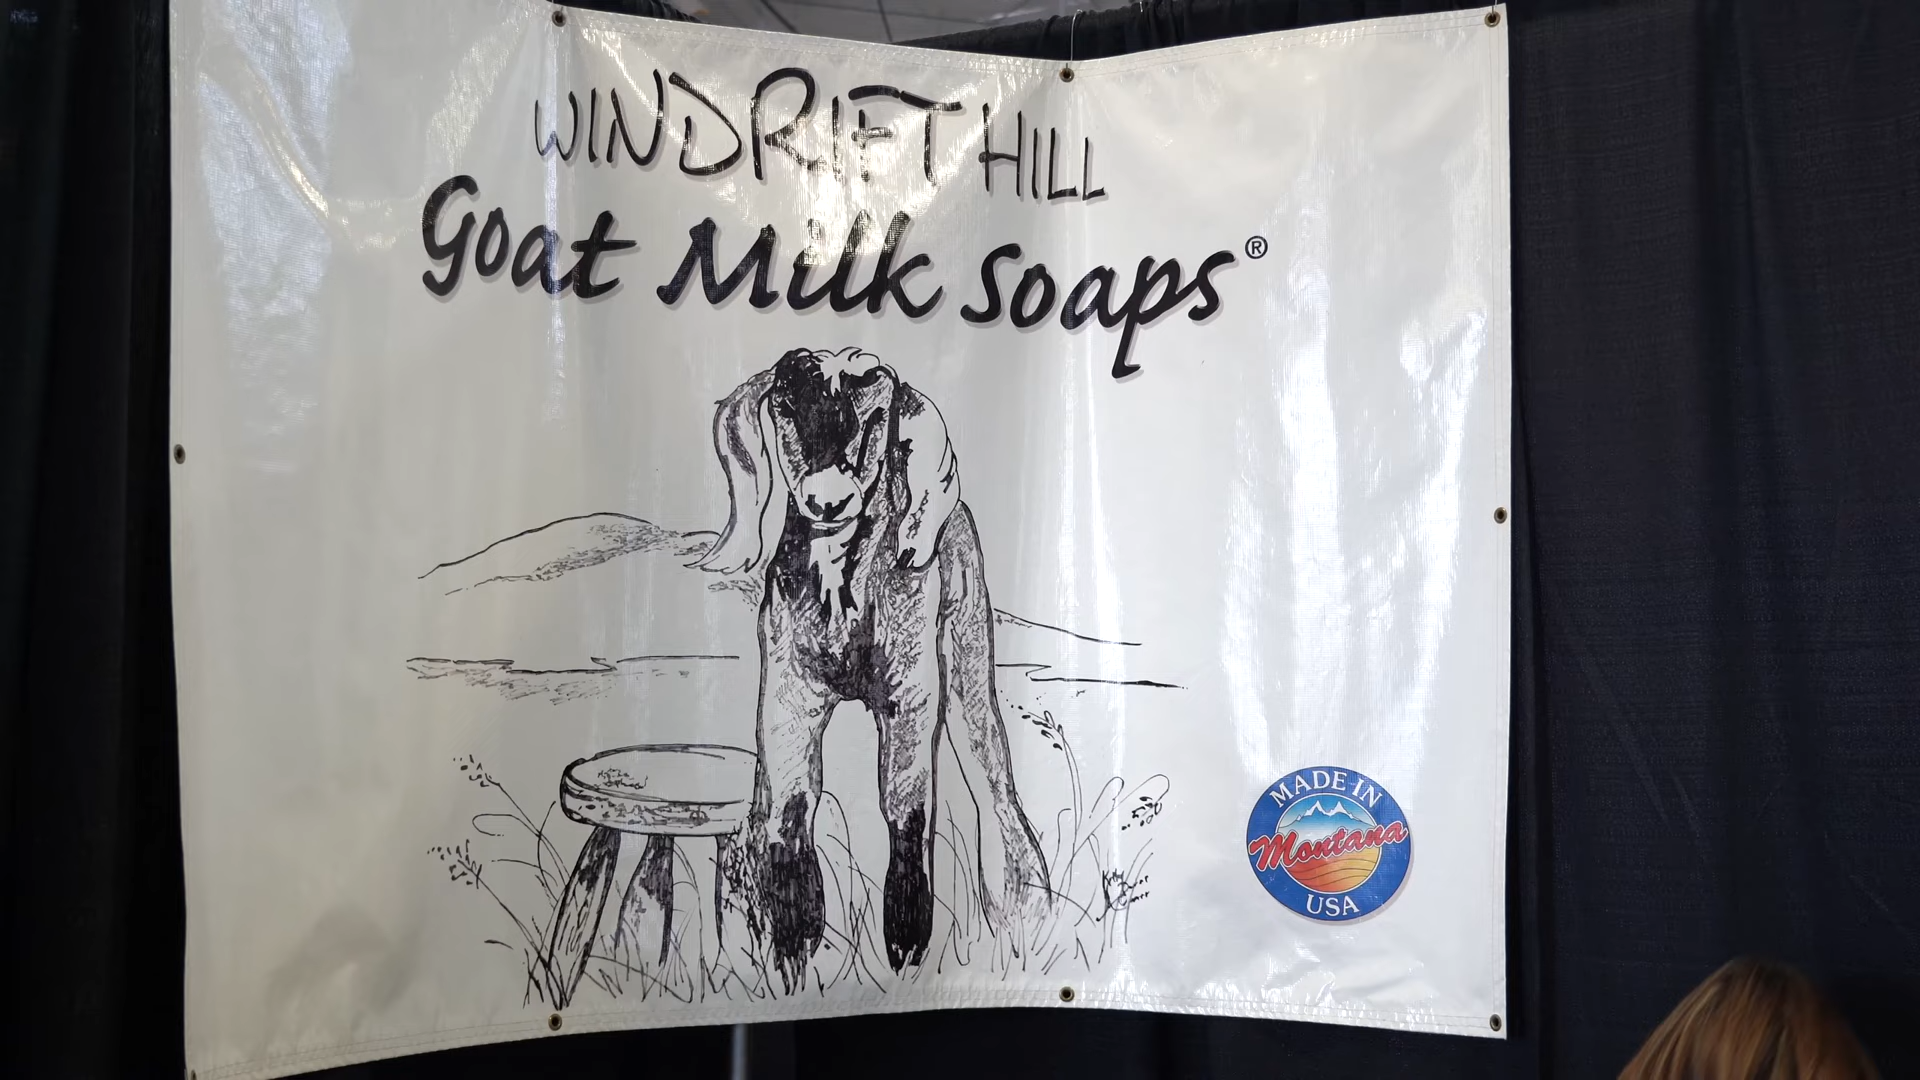 WINDRIFT HILL
Goat Milk Soaps®
MADE IN
Montana
USA